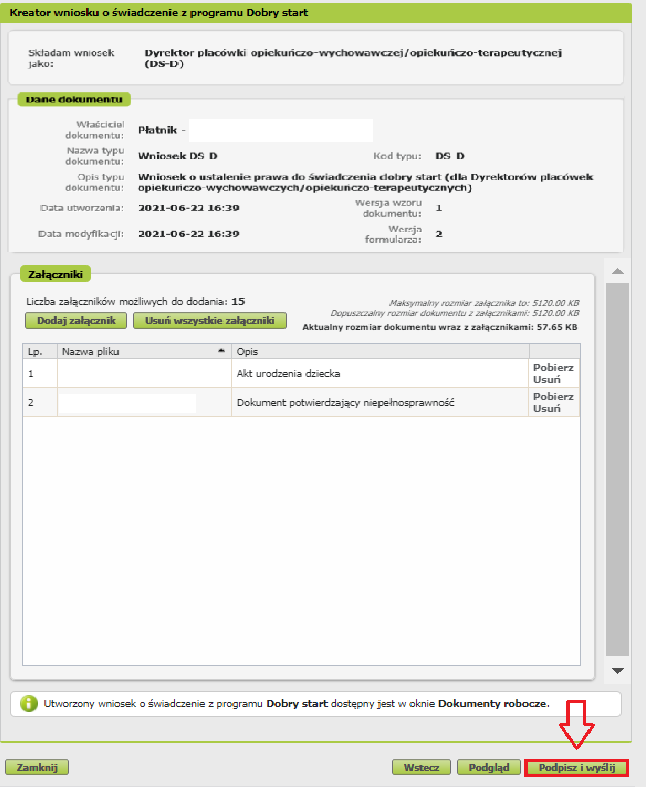 Kreator wniosku o świadczenie z programu Dobry start
Składam wniosek jako: Dyrektor placówki opiekuńczo-wychowawczej/opiekuńczo-terapeutycznej (DS-D)
Dane dokumentu
Właściciel dokumentu: Płatnik -
Nazwa typu dokumentu: Wniosek DS-D Kod typu: DS-D
Opis typu dokumentu: Wniosek o ustalenie prawa do świadczenia dobry start (dla Dyrektorów placówek opiekuńczo-wychowawczych/opiekuńczo-terapeutycznych)
Data utworzenia: 2021-06-22 16:39 Wersja wzoru dokumentu: 1
Data modyfikacji: 2021-06-22 16:39 Wersja formularza: 2
Załączniki
Liczba załączników możliwych do dodania: 15
Maksymalny rozmiar załącznika to: 5120.00 KB
Dopuszczalny rozmiar dokumentu z załącznikami: 5120.00 KB
Dodaj załącznik Usuń wszystkie załączniki
Aktualny rozmiar dokumentu wraz z załącznikami: 57.65 KB
Lp. Nazwa pliku Opis
1 Akt urodzenia dziecka Pobierz
Usuń
2 Dokument potwierdzający niepełnosprawność Pobierz
Usuń
Utworzony wniosek o świadczenie z programu Dobry start dostępny jest w oknie Dokumenty robocze.
Zamknij Wstecz Podgląd Podpisz i wyślij